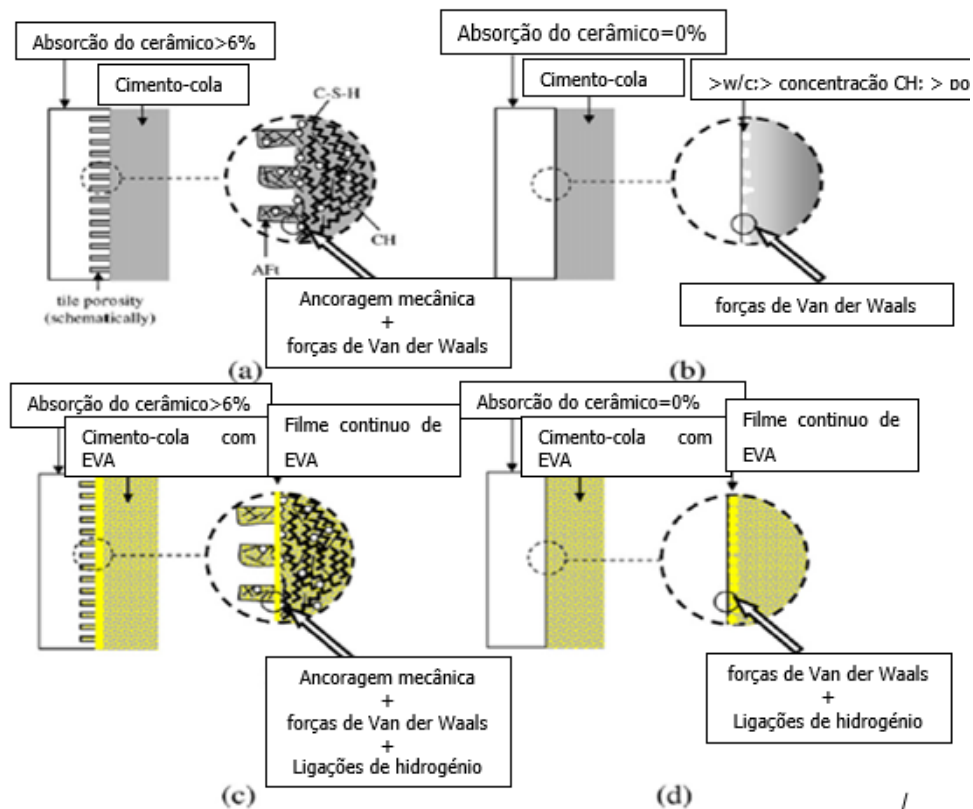 Absorcão do cerâmico>6%
Cimento-cola
C-S-H
CH
AFt
tile porosity
(schematically)
Ancoragem mecânica
+
forças de Van der Waals
(a)
Absorção do cerâmico=0%
Cimento-cola
>w/c:> concentracão CH: >
forças de Van der Waals
(b)
Absorção do cerâmico>6%
Cimento-cola com
EVA
Filme continuo de
EVA
Ancoragem mecânica
+
forças de Van der Waals
+
Ligações de hidrogénio
(c)
Absorção do cerâmico=0%
Cimento-cola com
EVA
Filme continuo de
EVA
forças de Van der Waals
+
Ligações de hidrogénio
(d)